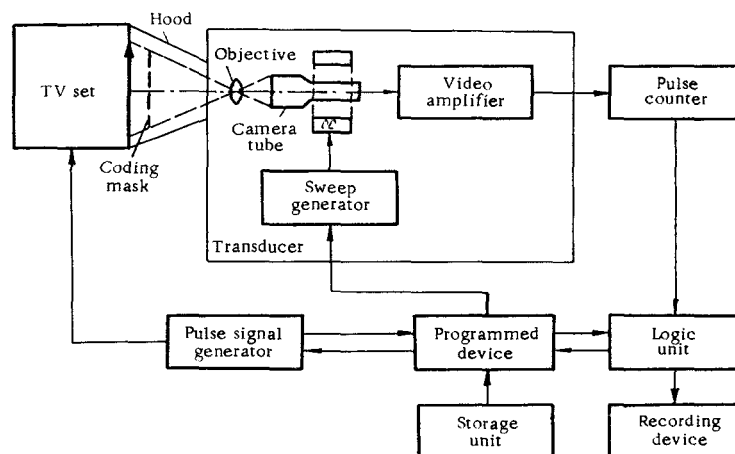 Hood
TV set
Objective
Camera
tube
Coding
mask
Video
amplifier
Pulse
counter
Sweep
generator
Transducer
Pulse signal
generator
Programmed
device
Logic
unit
Storage
unit
Recording
device